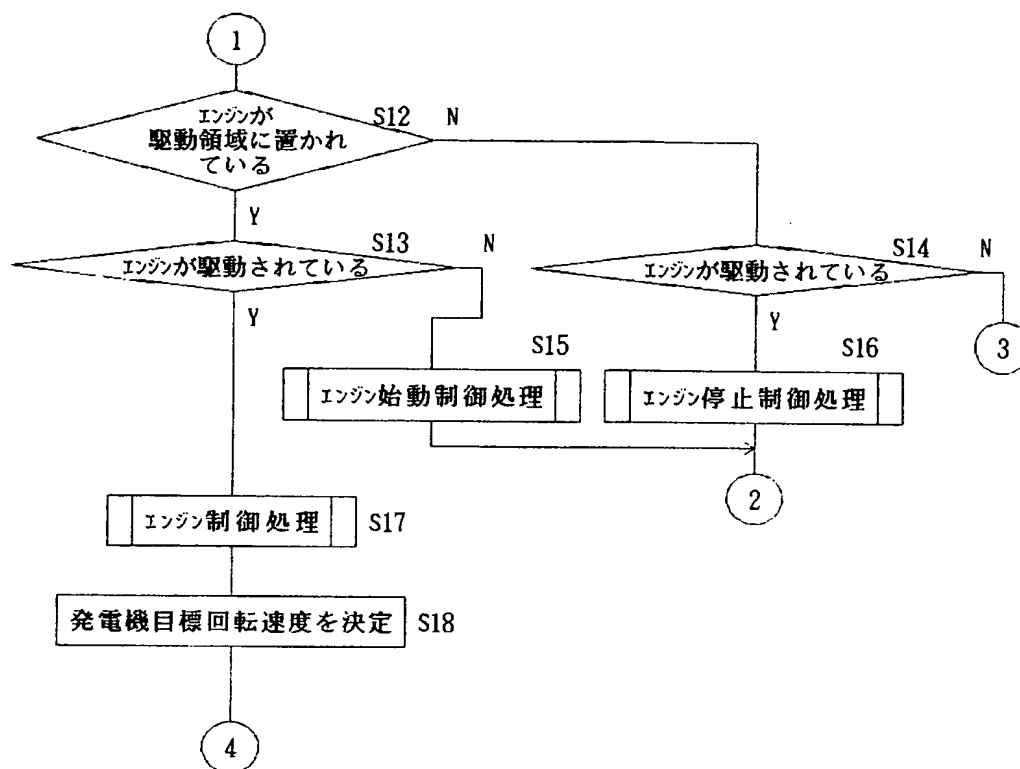 1
エンジンが
駆動領域に置かれ
ている
S12
N
Y
S13
エンジンが駆動されている
N
Y
S14
エンジンが駆動されている
N
Y
3
S15
エンジン始動制御処理
S16
エンジン停止制御処理
2
エンジン制御処理
S17
発電機目標回転速度を決定
S18
4